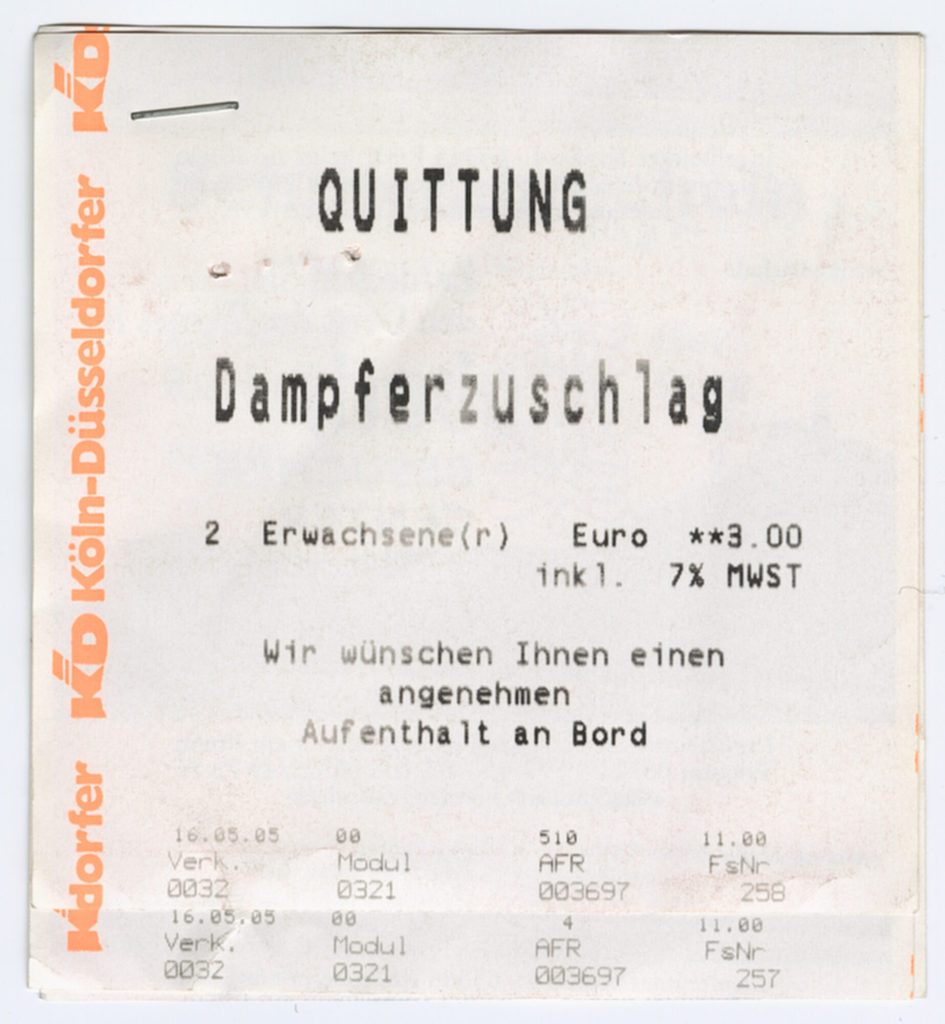 QUITTUNG
Dampferzuschlag
2 Erwachsene(r) Euro **3.00
inkl. 7% MWST
Wir wünschen Ihnen einen
angenehmen
Aufenthalt an Bord
16.05.05 00 510 11.00
Verk. Modul AFR FsNr
0032 0321 003697 258
16.05.05 00 4 11.00
Verk. Modul AFR FsNr
0032 0321 003697 257
KD
KD Köln-Düsseldorfer
dorfer